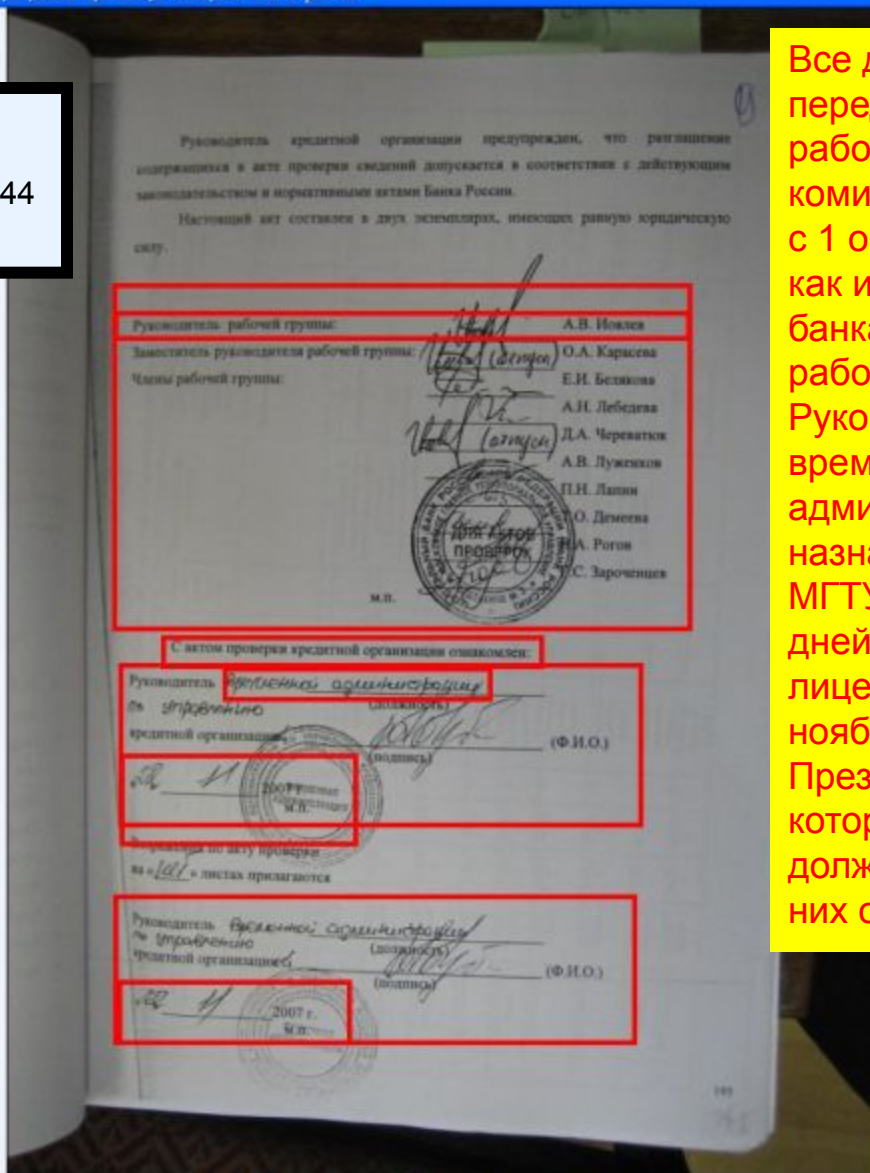 44
Руководитель кредитной организации предупрежден, что разглашение
содержащихся в акте проверки сведений допускается в соответствии с действующим
законодательством и нормативными актами Банка России.
Настоящий акт составлен в двух экземплярах, имеющих равную юридическую
силу.
Руководитель рабочей группы: А.В. Иовлев
Заместитель руководителя рабочей группы: (отпуск) О.А. Карасева
Члены рабочей группы: Е.И. Белякова
А.Н. Лебедева
(отпуск) Д.А. Череватюк
А.В. Луженков
П.Н. Лапин
О. Демеева
А. Рогов
С. Зароченцев
ДЛЯ АКТОВ
ПРОВЕРОК
м.п.
С актом проверки кредитной организации ознакомлен:
Руководитель временной администрации
по управлению (должность)
кредитной организацией (Ф.И.О.)
(подпись)
22 11 2007 г.
м.п.
по акту проверки
на « » листах прилагаются
Руководитель временной администрации
по управлению (должность)
кредитной организацией (Ф.И.О.)
(подпись)
22 11 2007 г.
м.п.
195
Все
перед
рабо
коми
с 1 о
как и
банка
рабо
Руко
врем
адми
назна
МГТУ
дней
лице
нояб
През
котор
долж
них с